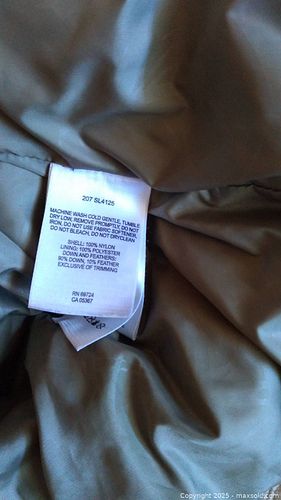 207 SL4125
MACHINE WASH COLD GENTLE, TUMBLE
DRY LOW, REMOVE PROMPTLY, DO NOT
IRON, DO NOT USE FABRIC SOFTENER,
DO NOT BLEACH, DO NOT DRYCLEAN
SHELL: 100% NYLON
LINING: 100% POLYESTER
DOWN AND FEATHERS:
90% DOWN, 10% FEATHER
EXCLUSIVE OF TRIMMING
RN 69724
CA 05367
Copyright © 2025 - maxsold.com